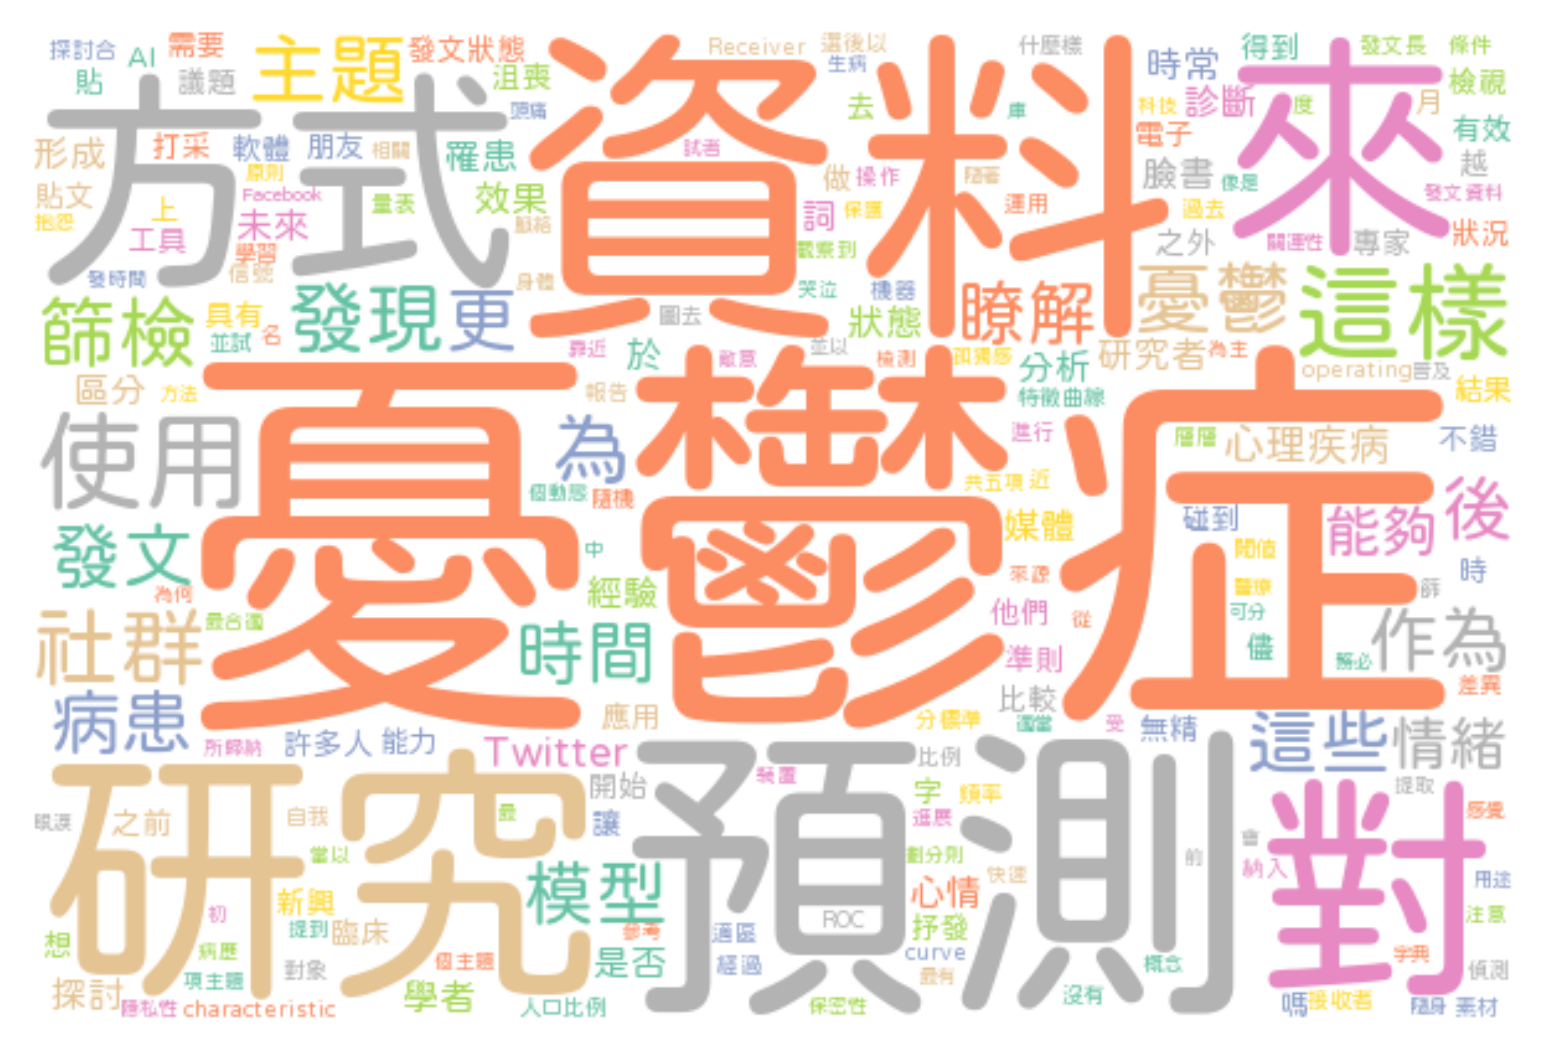 探討合
AI
需要
主題
發文狀態
Receiver
選後以
什麼樣
得到
發文長
條件
貼
議題
沮喪
生病
時常
檢視
方式
資料
來
頭痛
去
庫
科技
診斷
度
月
形成
打采
軟體
朋友
相關
罹患
試者
電子
有效
原則
做
操作
隨著
臉書
像是
越
貼文
Facebook
量表
效果
詞
保護
運用
過去
發文資料
抱怨
上
未來
工具
學習
觀察到
之外
關連性
專家
狀況
發時間
信號
身體
哭泣
機器
憂鬱
這樣
篩檢
具有
發現
更
圖去
狀態
瞭解
並試
名
靠近
於
敵意
並以
檢測
孤獨感
分析
研究者
為主
operating
普及
區分
方法
憂鬱症
報告
特徵曲線
結果
使用
為
進行
層層
心理疾病
不錯
個動態
隨機
共五項
近
後
發文
中
媒體
碰到
能夠
閾值
為何
經驗
來源
醫療
時
篩
社群
最合適
時間
他們
從
可分
作為
準則
儘
務必
病患
應用
比較
差異
所歸納
許多人
能力
Twitter
分標準
適當
受
無精
這些
情緒
研究
預測
比例
裝置
開始
字
頻率
提取
眼淚
之前
自我
最
讓
進展
會
感覺
對
當以
模型
劃分則
快速
前
納入
用途
新興
心情
初
ROC
注意
想
提到
臨床
參考
適區
抒發
病歷
個主題
是否
經過
curve
概念
字典
偵測
項主題
對象
最有
探討
隱私性
characteristic
學者
人口比例
保密性
沒有
嗎
接收者
隨身
素材